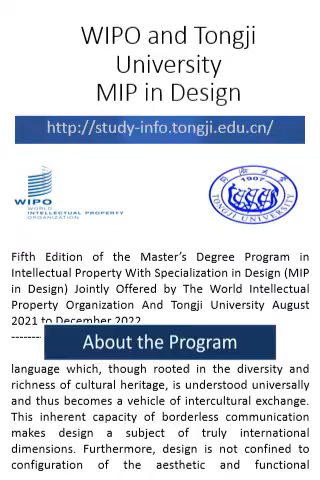 WIPO and Tongji
University
MIP in Design
http://study-info.tongji.edu.cn/
WIPO
WORLD
INTELLECTUAL PROPERTY
ORGANIZATION
1907
TONGJI UNIVERSITY
Fifth Edition of the Master’s Degree Program in
Intellectual Property With Specialization in Design (MIP
in Design) Jointly Offered by The World Intellectual
Property Organization And Tongji University August
2021 to December 2022
--------
About the Program
language which, though rooted in the diversity and
richness of cultural heritage, is understood universally
and thus becomes a vehicle of intercultural exchange.
This inherent capacity of borderless communication
makes design a subject of truly international
dimensions. Furthermore, design is not confined to
configuration of the aesthetic and functional